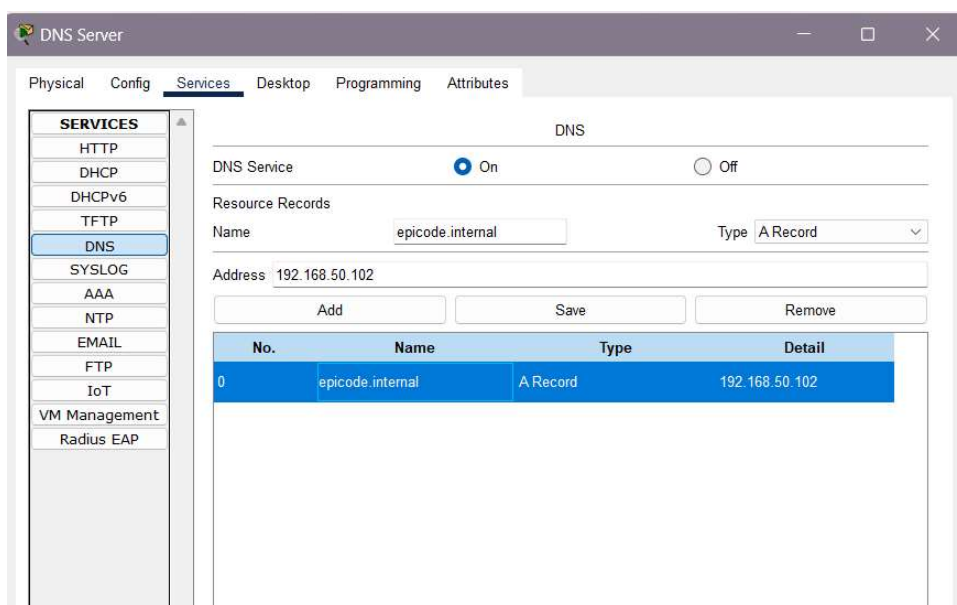 DNS Server
Physical Config Services Desktop Programming Attributes
SERVICES
HTTP
DHCP
DHCPv6
TFTP
DNS
SYSLOG
AAA
NTP
EMAIL
FTP
IoT
VM Management
Radius EAP
DNS
DNS Service On Off
Resource Records
Name epicode.internal Type A Record
Address 192.168.50.102
Add Save Remove
No. Name Type Detail
0 epicode.internal A Record 192.168.50.102